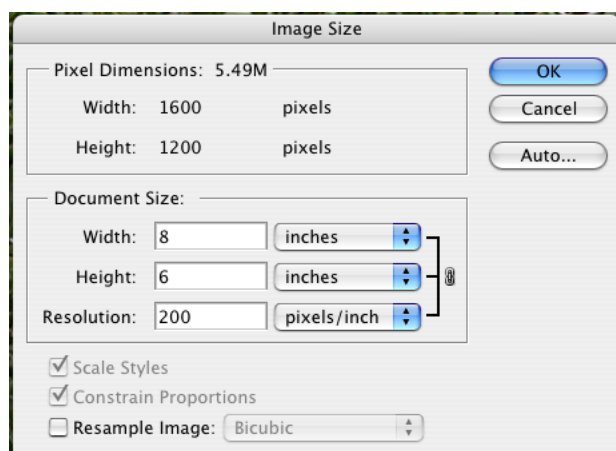 Image Size
Pixel Dimensions: 5.49M
Width: 1600 pixels
Height: 1200 pixels
OK
Cancel
Auto...
Document Size:
Width: 8 inches
Height: 6 inches
Resolution: 200 pixels/inch
Scale Styles
Constrain Proportions
Resample Image: Bicubic